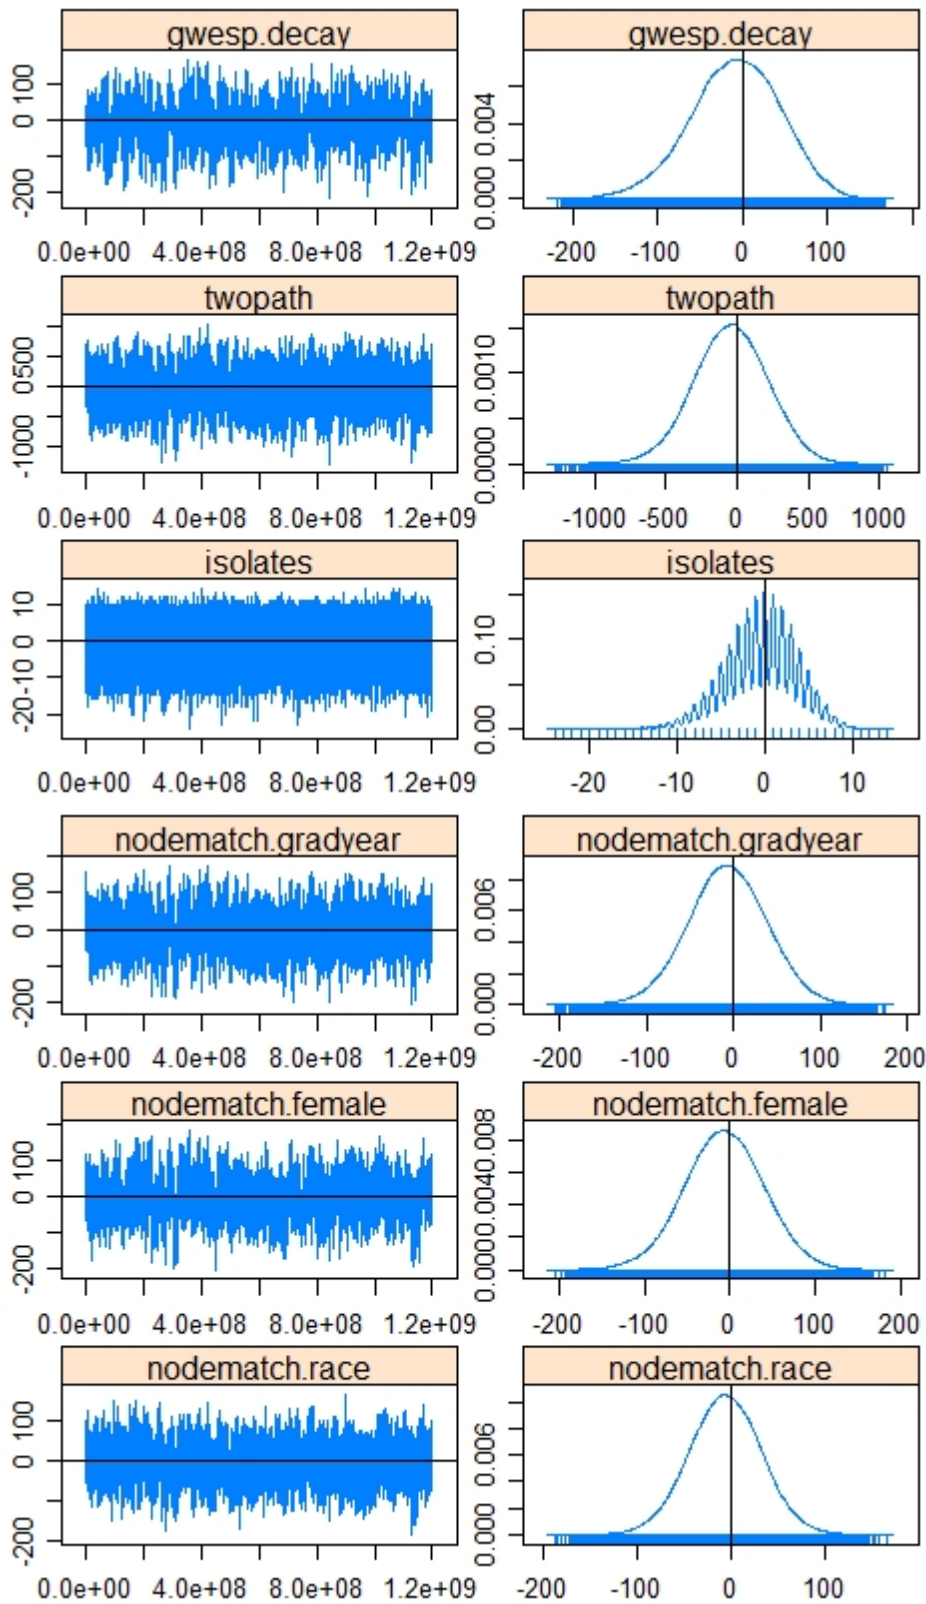 gwesp.decay gwesp.decay
-200 0 100
0.000 0.004
0.0e+00 4.0e+08 8.0e+08 1.2e+09 -200 -100 0 100
twopath twopath
-1000 0500
0.0000 0.0010
0.0e+00 4.0e+08 8.0e+08 1.2e+09 -1000 -500 0 500 1000
isolates isolates
-20-10 0 10
0.00 0.10
0.0e+00 4.0e+08 8.0e+08 1.2e+09 -20 -10 0 10
nodematch.gradyear nodematch.gradyear
-200 0 100
0.000 0.006
0.0e+00 4.0e+08 8.0e+08 1.2e+09 -200 -100 0 100 200
nodematch.female nodematch.female
-200 0 100
0.0000.0040.008
0.0e+00 4.0e+08 8.0e+08 1.2e+09 -200 -100 0 100 200
nodematch.race nodematch.race
-200 0 100
0.000 0.006
0.0e+00 4.0e+08 8.0e+08 1.2e+09 -200 -100 0 100